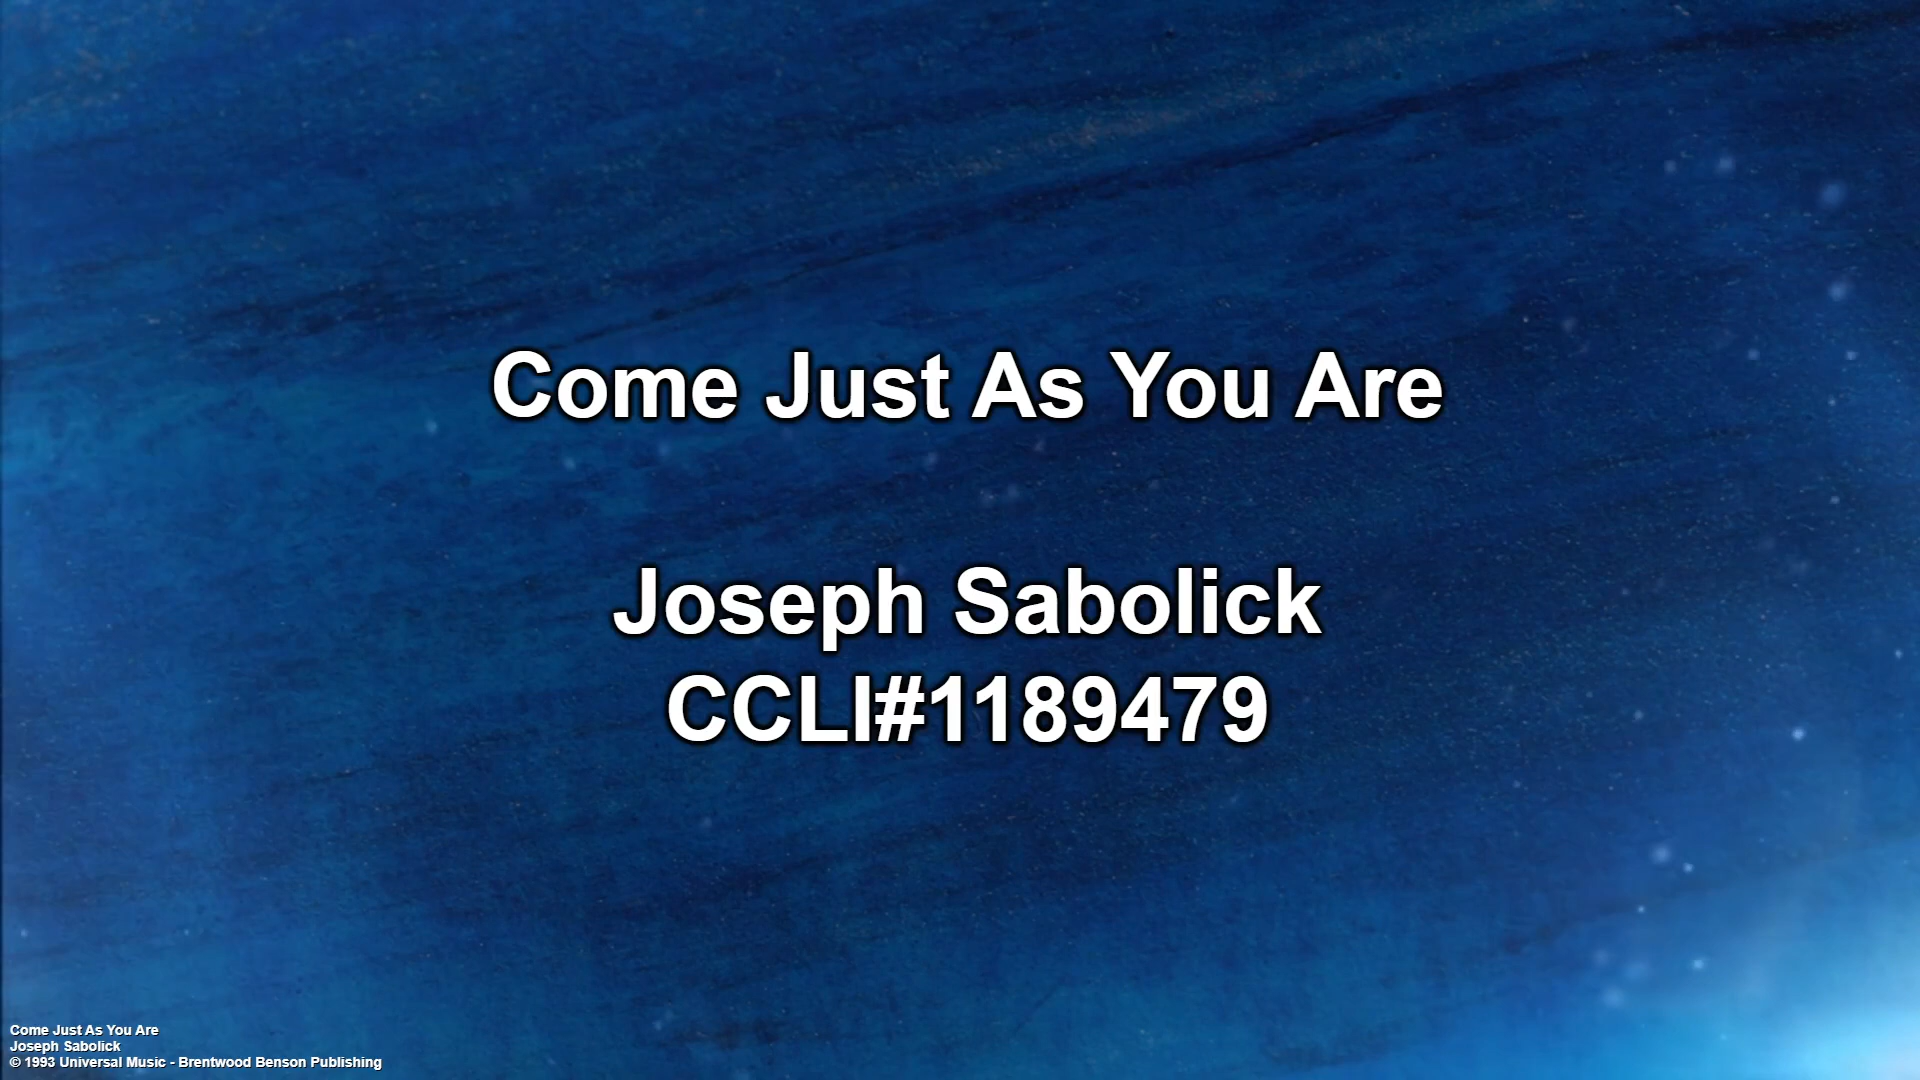 Come Just As You Are
Joseph Sabolick
CCLI#1189479
Come Just As You Are
Joseph Sabolick
© 1993 Universal Music - Brentwood Benson Publishing